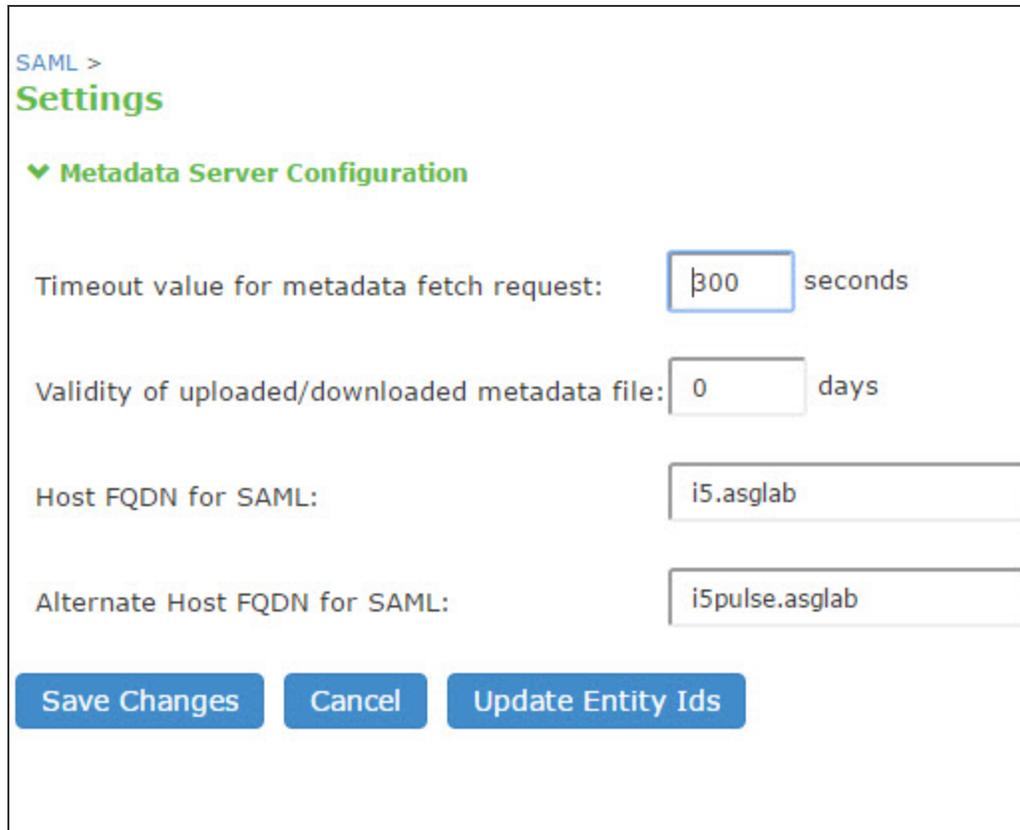 SAML >
Settings
Metadata Server Configuration
Timeout value for metadata fetch request: 300 seconds
Validity of uploaded/downloaded metadata file: 0 days
Host FQDN for SAML: i5.asglab
Alternate Host FQDN for SAML: i5pulse.asglab
Save Changes Cancel Update Entity Ids